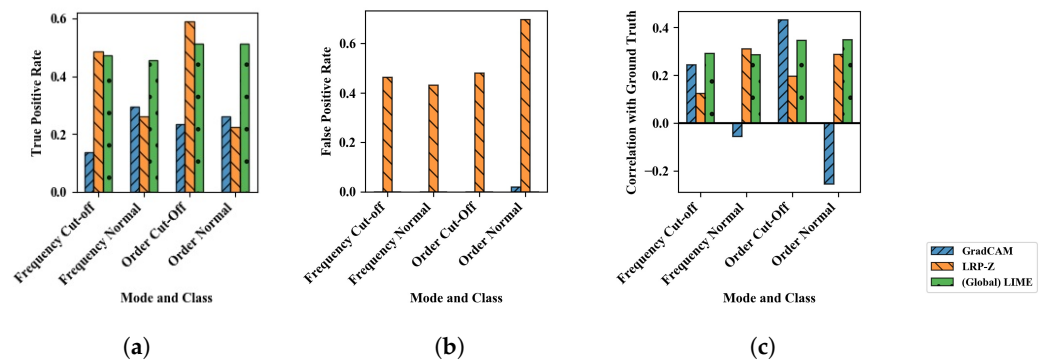 True Positive Rate
0.6
0.4
0.2
0.0
Frequency Cut-off
Frequency Normal
Order Cut-Off
Order Normal
Mode and Class
(a)
False Positive Rate
0.6
0.4
0.2
0.0
Frequency Cut-off
Frequency Normal
Order Cut-Off
Order Normal
Mode and Class
(b)
Correlation with Ground Truth
0.4
0.2
0.0
−0.2
Frequency Cut-off
Frequency Normal
Order Cut-Off
Order Normal
Mode and Class
(c)
GradCAM
LRP-Z
(Global) LIME